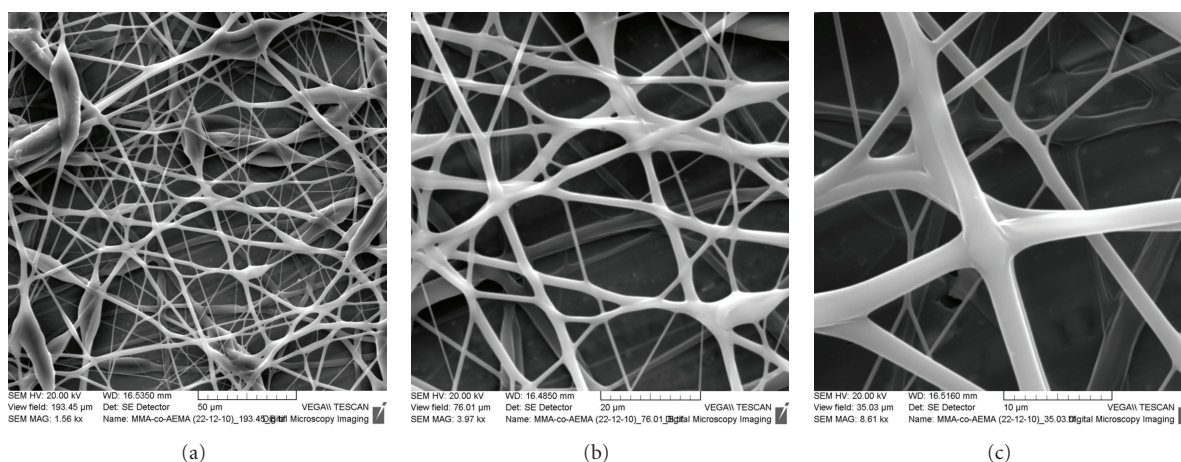 SEM HV: 20.00 kV WD: 16.5350 mm
View field: 193.45 µm Det: SE Detector 50 µm VEGA\\ TESCAN
SEM MAG: 1.56 kx Name: MMA-co-AEMA (22-12-10)_193.45 Digital Microscopy Imaging
(a)
SEM HV: 20.00 kV WD: 16.4850 mm
View field: 76.01 µm Det: SE Detector 20 µm VEGA\\ TESCAN
SEM MAG: 3.97 kx Name: MMA-co-AEMA (22-12-10)_76.01 Digital Microscopy Imaging
(b)
SEM HV: 20.00 kV WD: 16.5160 mm
View field: 35.03 µm Det: SE Detector 10 µm VEGA\\ TESCAN
SEM MAG: 8.61 kx Name: MMA-co-AEMA (22-12-10)_35.03 Digital Microscopy Imaging
(c)